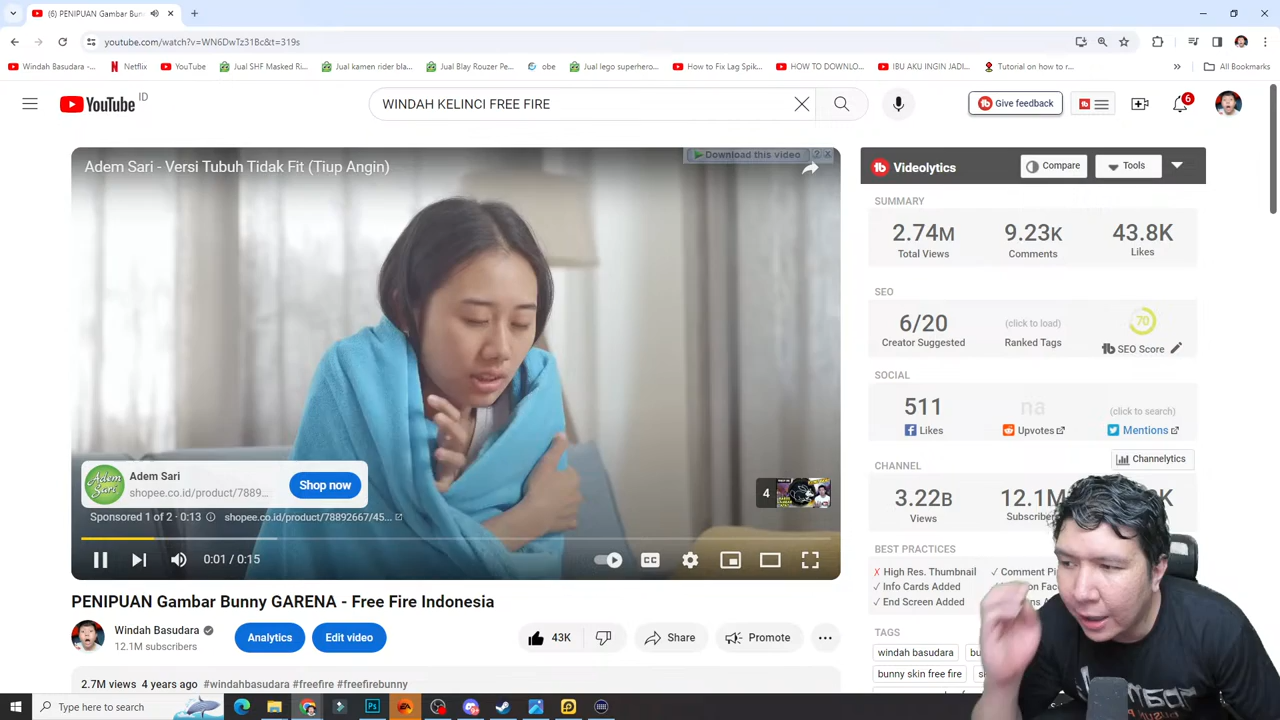 (6) PENIPUAN Gambar Bun
youtube.com/watch?v=WN6DwTz31Bc&t=319s
Windah Basudara -...
Netflix
YouTube
Jual SHF Masked Ri...
Jual kamen rider bla...
Jual Blay Rouzer Pe...
obe
Jual lego superhero...
How to Fix Lag Spik...
HOW TO DOWNLO...
IBU AKU INGIN JADI...
Tutorial on how to r...
All Bookmarks
YouTube ID
WINDAH KELINCI FREE FIRE
Give feedback
6
Adem Sari - Versi Tubuh Tidak Fit (Tiup Angin)
Download this video
?
Adem Sari
Adem Sari
shopee.co.id/product/7889...
Shop now
4
Sponsored 1 of 2 · 0:13
shopee.co.id/product/78892667/45...
0:01 / 0:15
CC
PENIPUAN Gambar Bunny GARENA - Free Fire Indonesia
Windah Basudara
12.1M subscribers
Analytics
Edit video
43K
Share
Promote
2.7M views 4 years ago #windahbasudara #freefire #freefirebunny
Videolytics
Compare
Tools
SUMMARY
2.74M
Total Views
9.23K
Comments
43.8K
Likes
SEO
6/20
Creator Suggested
(click to load)
Ranked Tags
70
SEO Score
SOCIAL
511
Likes
na
Upvotes
(click to search)
Mentions
Channelytics
CHANNEL
3.22B
Views
12.1M
Subscribe
BEST PRACTICES
High Res. Thumbnail
Info Cards Added
End Screen Added
Comment Pi
TAGS
windah basudara
bunny skin free fire
Type here to search
Ps